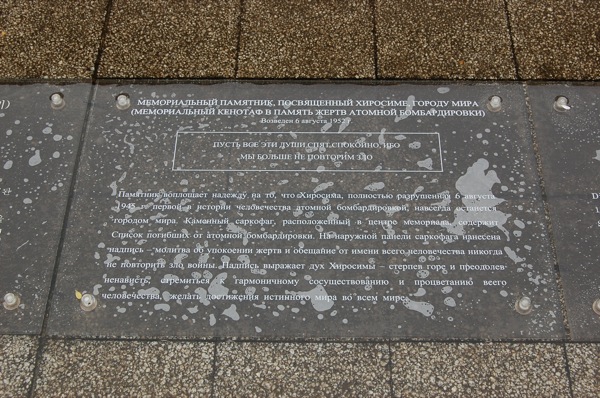 МЕМОРИАЛЬНЫЙ ПАМЯТНИК, ПОСВЯЩЕННЫЙ ХИРОСИМЕ, ГОРОДУ МИРА
(МЕМОРИАЛЬНЫЙ КЕНОТАФ В ПАМЯТЬ ЖЕРТВ АТОМНОЙ БОМБАРДИРОВКИ)
Возведен 6 августа 1952 г.
ПУСТЬ ВСЕ ЭТИ ДУШИ СПЯТ СПОКОЙНО, ИБО
МЫ БОЛЬШЕ НЕ ПОВТОРИМ ЗЛО
Памятник воплощает надежду на то, что Хиросима, полностью разрушенная 6 августа
1945 г. первой в истории человечества атомной бомбардировкой, навсегда останется
городом мира. Каменный саркофаг, расположенный в центре мемориала, содержит
Список погибших от атомной бомбардировки. На наружной панели саркофага нанесена
надпись - молитва об упокоении жертв и обещание от имени всего человечества никогда
не повторить зло войны. Надпись выражает дух Хиросимы – стерпев горе и преодолев
ненависть, стремиться к гармоничному сосуществованию и процветанию всего
человечества, желать достижения истинного мира во всем мире.